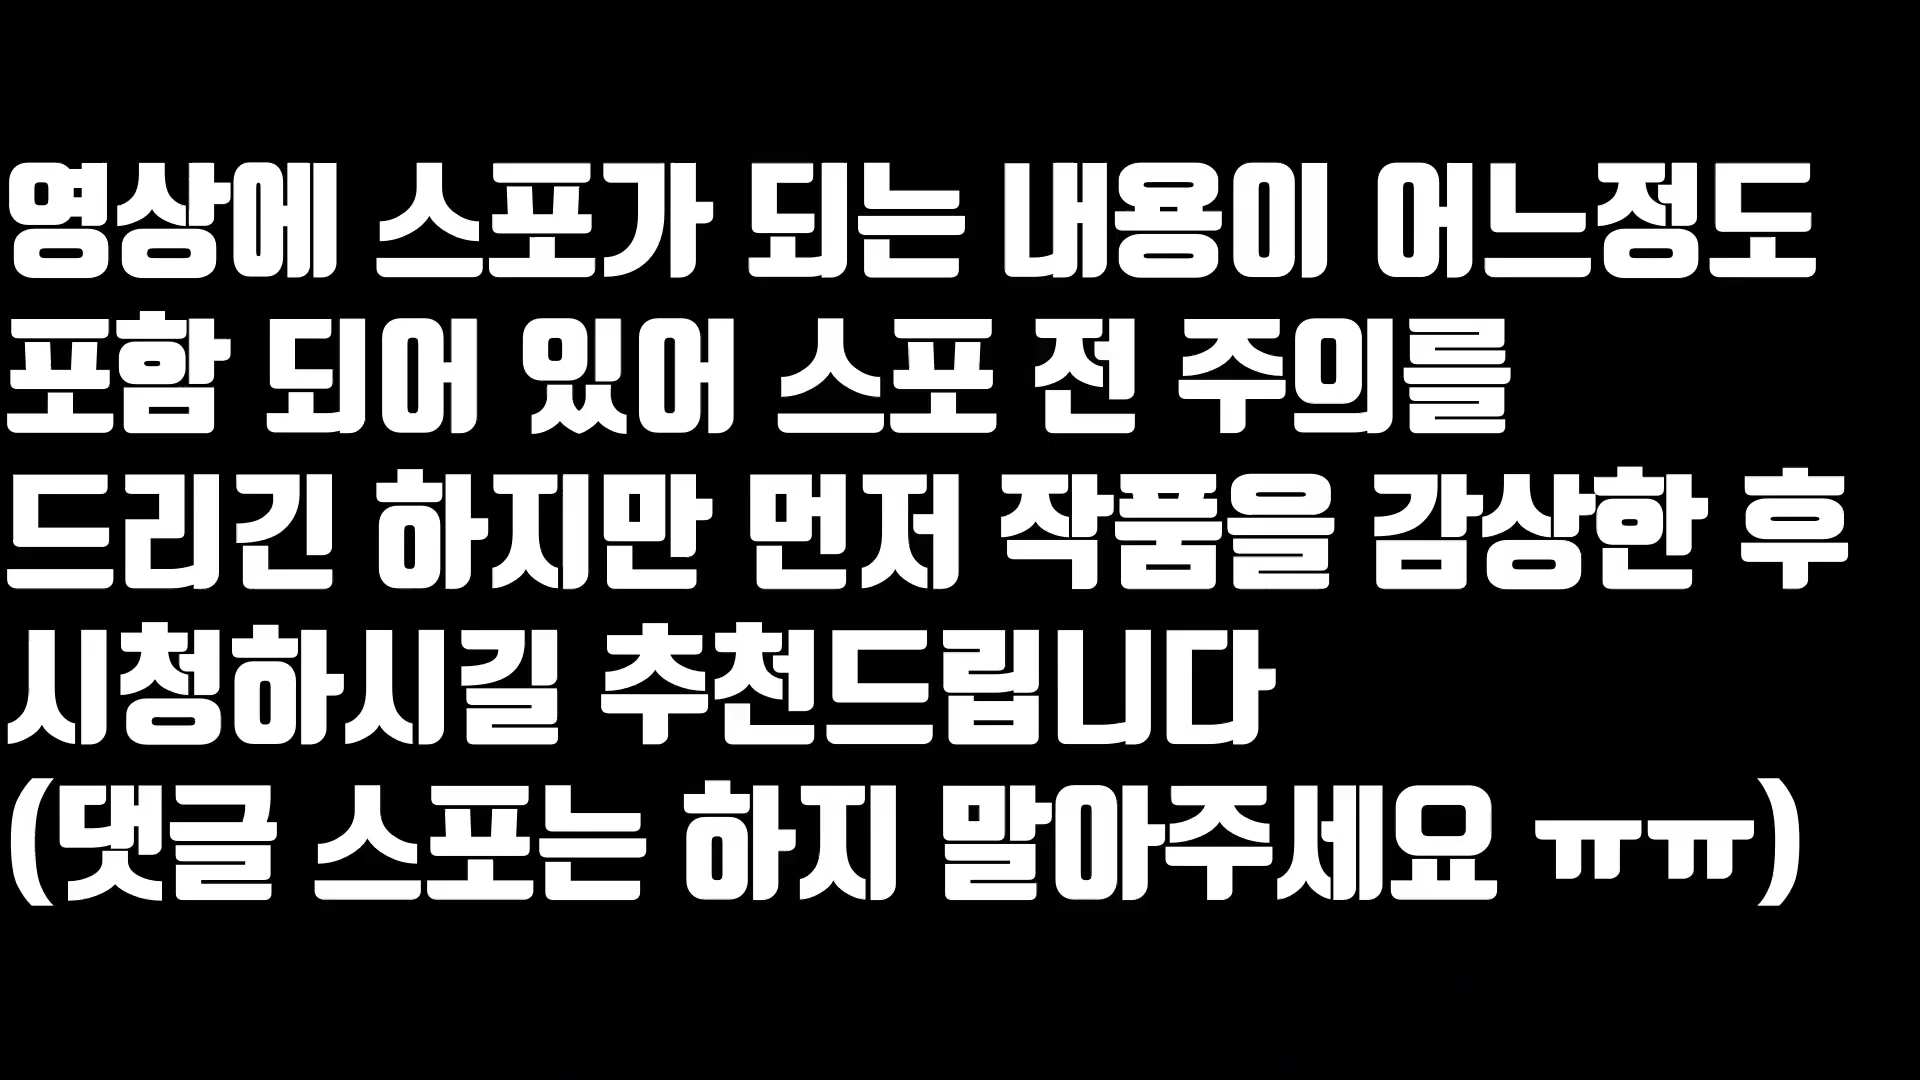 영상에 스포가 되는 내용이 어느정도
포함 되어 있어 스포 전 주의를
드리긴 하지만 먼저 작품을 감상한 후
시청하시길 추천드립니다
(댓글 스포는 하지 말아주세요 ㅠㅠ)